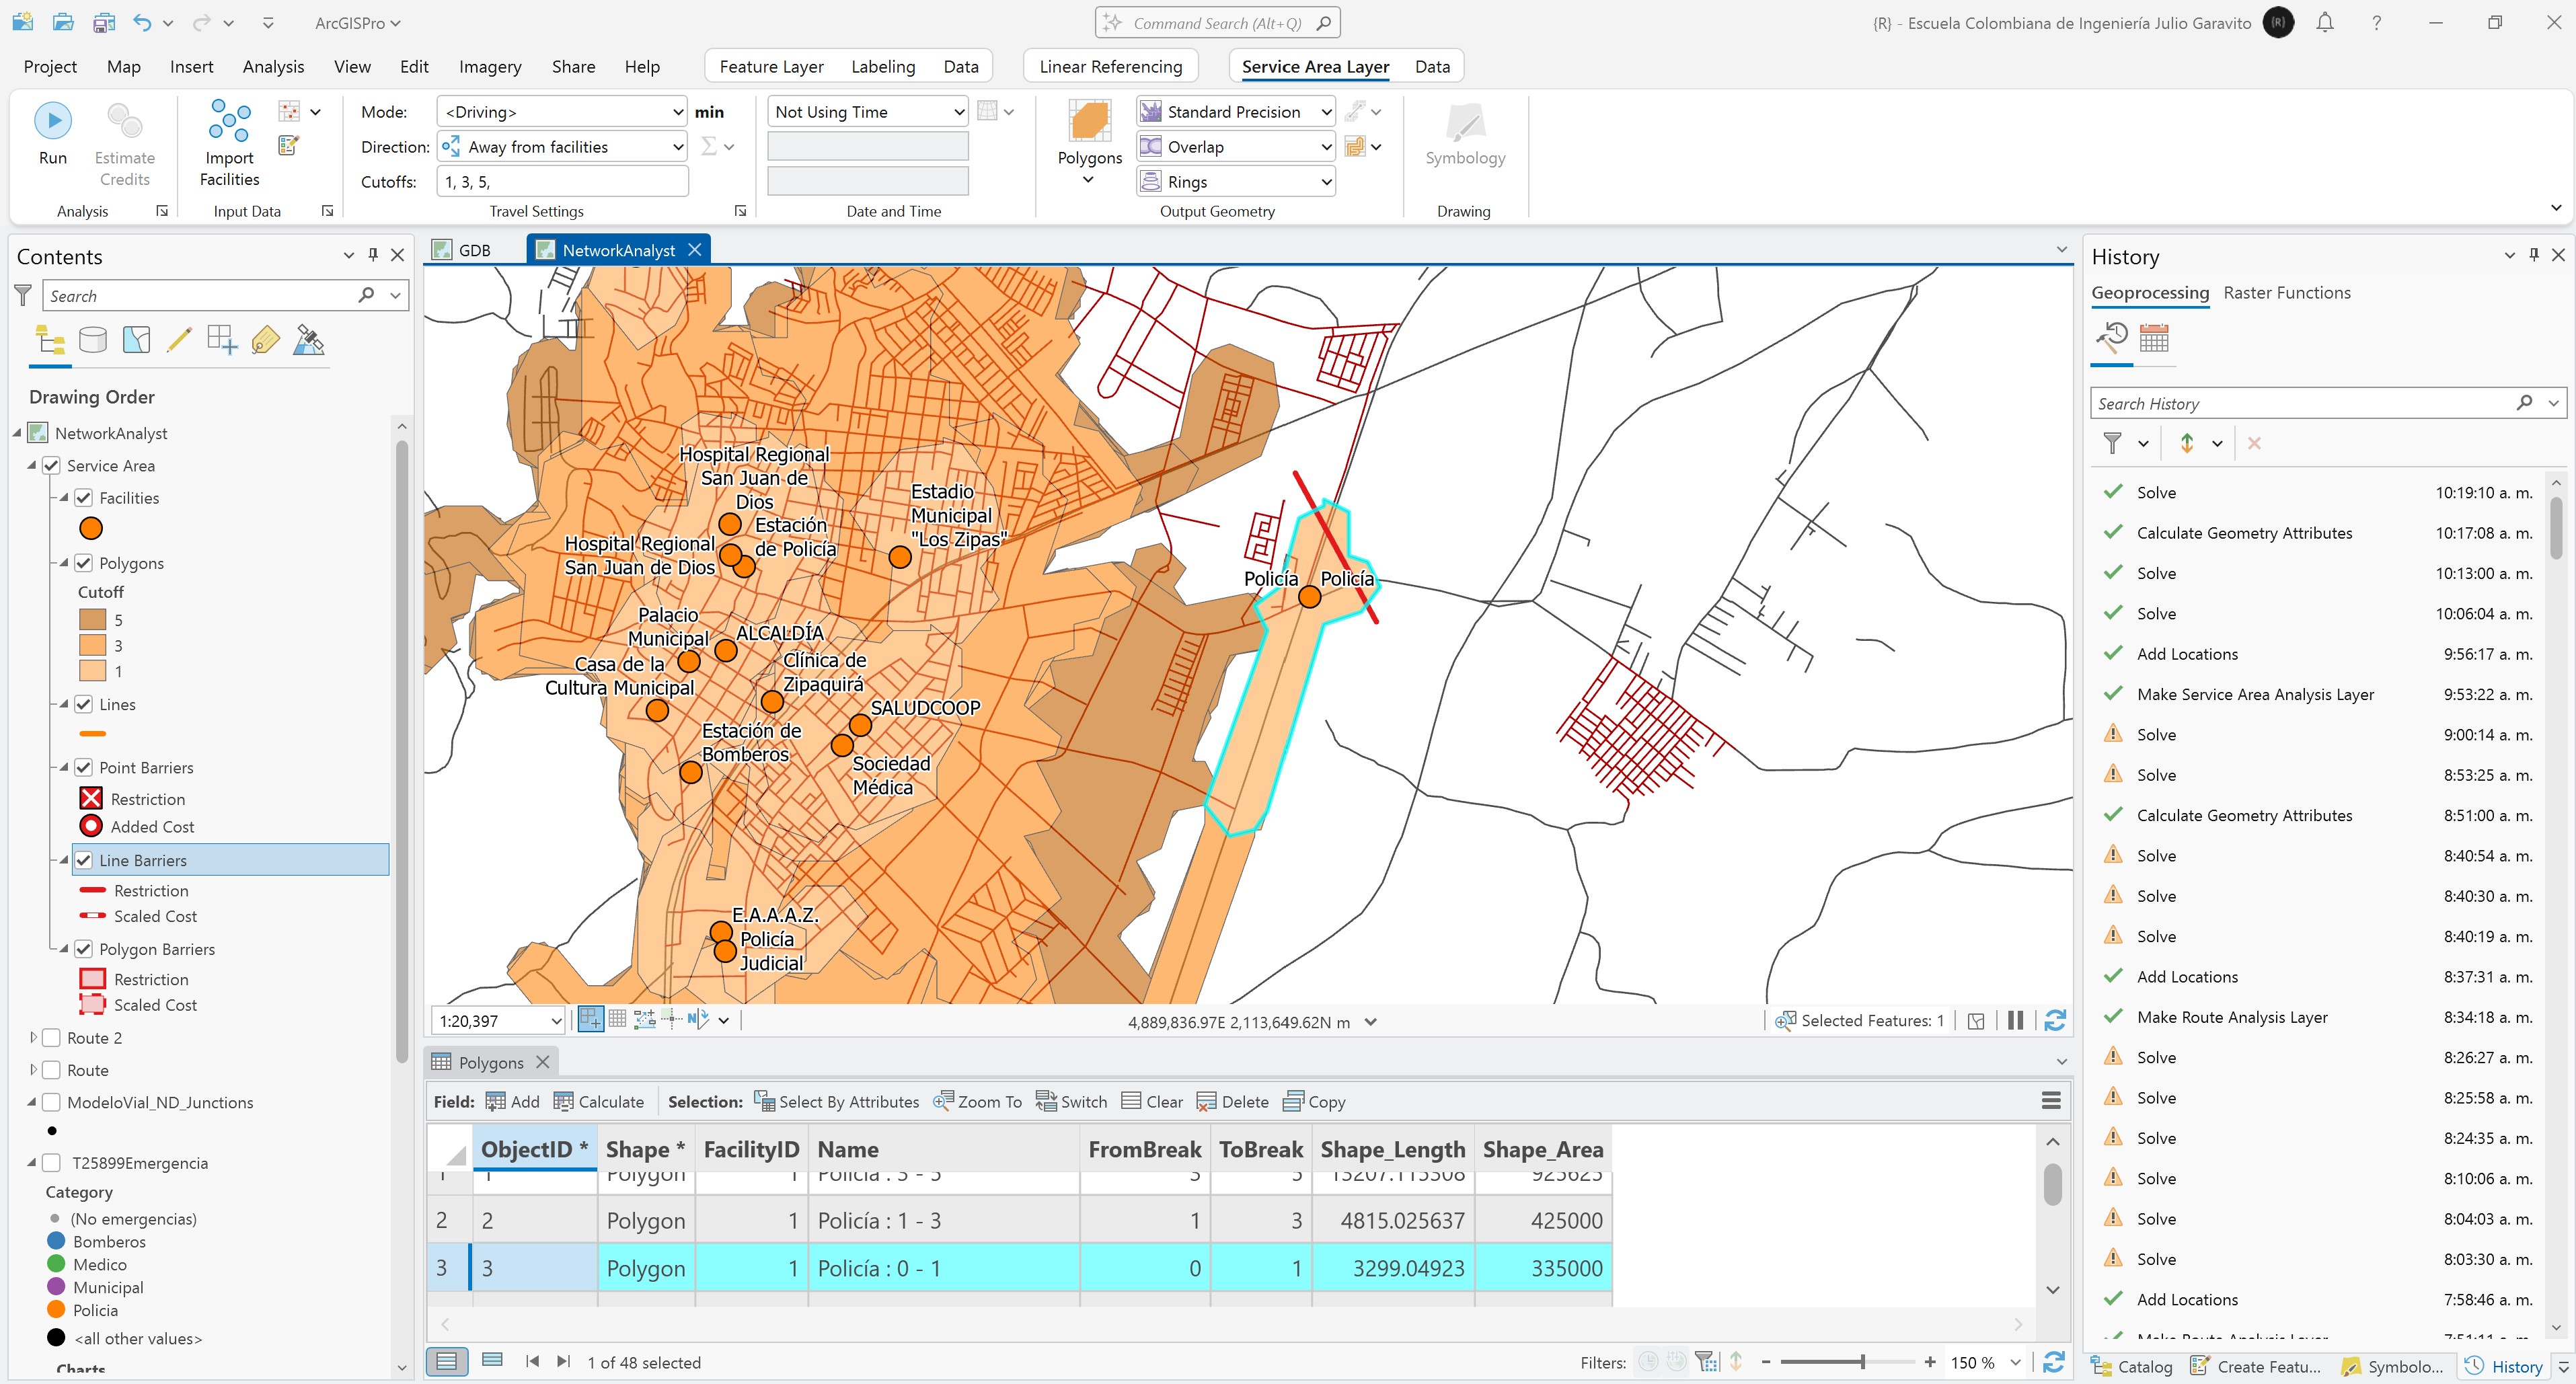 ArcGISPro
Command Search (Alt+Q)
{R} - Escuela Colombiana de Ingeniería Julio Garavito
{R}
Project Map Insert Analysis View Edit Imagery Share Help Feature Layer Labeling Data Linear Referencing Service Area Layer Data
Run
Estimate
Credits
Analysis
Import
Facilities
Input Data
Mode: <Driving> min
Direction: Away from facilities
Cutoffs: 1, 3, 5,
Travel Settings
Not Using Time
Date and Time
Polygons
Standard Precision
Overlap
Rings
Output Geometry
Symbology
Drawing
Contents
Search
Drawing Order
NetworkAnalyst
Service Area
Facilities
Polygons
Cutoff
5
3
1
Lines
Point Barriers
Restriction
Added Cost
Line Barriers
Restriction
Scaled Cost
Polygon Barriers
Restriction
Scaled Cost
Route 2
Route
ModeloVial_ND_Junctions
T25899Emergencia
Category
(No emergencias)
Bomberos
Medico
Municipal
Policia
<all other values>
Charts
GDB
NetworkAnalyst
Hospital Regional
San Juan de
Dios
Estadio
Municipal
"Los Zipas"
Estación
de Policía
Hospital Regional
San Juan de Dios
Policía
Policía
Palacio
Municipal
ALCALDÍA
Casa de la
Cultura Municipal
Clínica de
Zipaquirá
SALUDCOOP
Estación de
Bomberos
Sociedad
Médica
E.A.A.A.Z.
Policía
Judicial
1:20,397
4,889,836.97E 2,113,649.62N m
Selected Features: 1
Polygons
Field: Add Calculate Selection: Select By Attributes Zoom To Switch Clear Delete Copy
ObjectID * Shape * FacilityID Name FromBreak ToBreak Shape_Length Shape_Area
1 1 Polygon 1 Policía : 3 - 5 3 5 13207.115308 925625
2 2 Polygon 1 Policía : 1 - 3 1 3 4815.025637 425000
3 3 Polygon 1 Policía : 0 - 1 0 1 3299.04923 335000
1 of 48 selected
Filters:
150 %
History
Geoprocessing Raster Functions
Search History
Solve 10:19:10 a. m.
Calculate Geometry Attributes 10:17:08 a. m.
Solve 10:13:00 a. m.
Solve 10:06:04 a. m.
Add Locations 9:56:17 a. m.
Make Service Area Analysis Layer 9:53:22 a. m.
Solve 9:00:14 a. m.
Solve 8:53:25 a. m.
Calculate Geometry Attributes 8:51:00 a. m.
Solve 8:40:54 a. m.
Solve 8:40:30 a. m.
Solve 8:40:19 a. m.
Add Locations 8:37:31 a. m.
Make Route Analysis Layer 8:34:18 a. m.
Solve 8:26:27 a. m.
Solve 8:25:58 a. m.
Solve 8:24:35 a. m.
Solve 8:10:06 a. m.
Solve 8:04:03 a. m.
Solve 8:03:30 a. m.
Add Locations 7:58:46 a. m.
Make Route Analysis Layer 7:51:11 a. m.
Catalog Create Featu... Symbolo... History